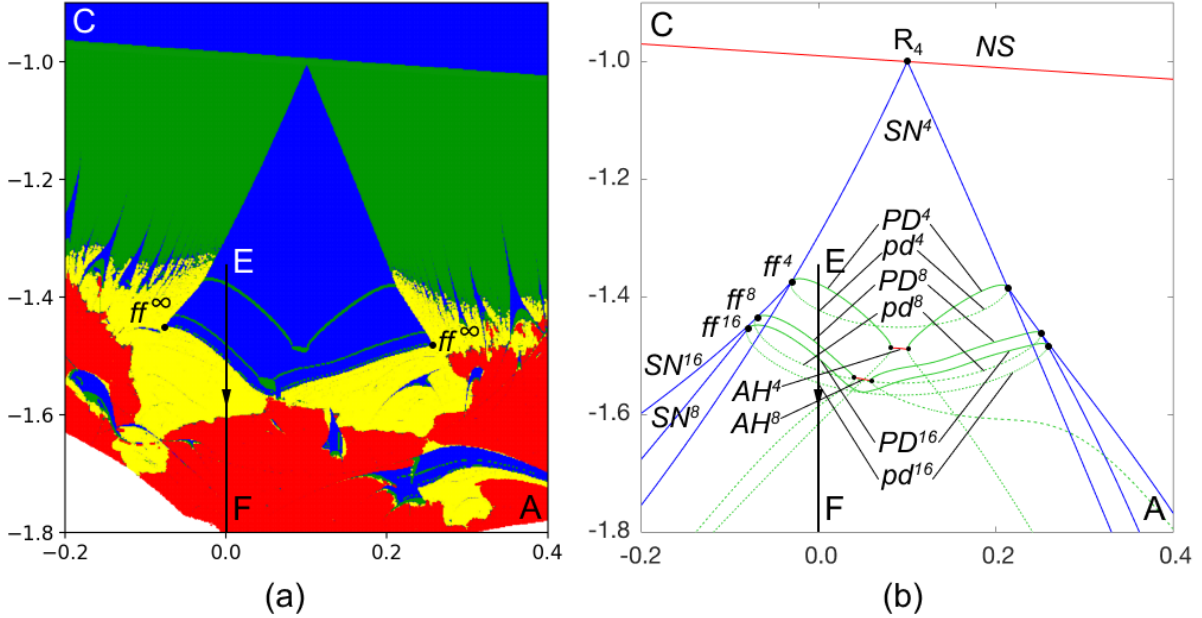 C
−1.0
−1.2
−1.4
−1.6
−1.8
E
ff∞
ff∞
F
A
−0.2
0.0
0.2
0.4
(a)
C
R4
NS
-1.0
SN4
-1.2
PD4
pd4
E
PD8
pd8
ff4
-1.4
ff8
ff16
SN16
SN8
-1.6
AH4
AH8
PD16
pd16
F
A
-1.8
-0.2
0.0
0.2
0.4
(b)